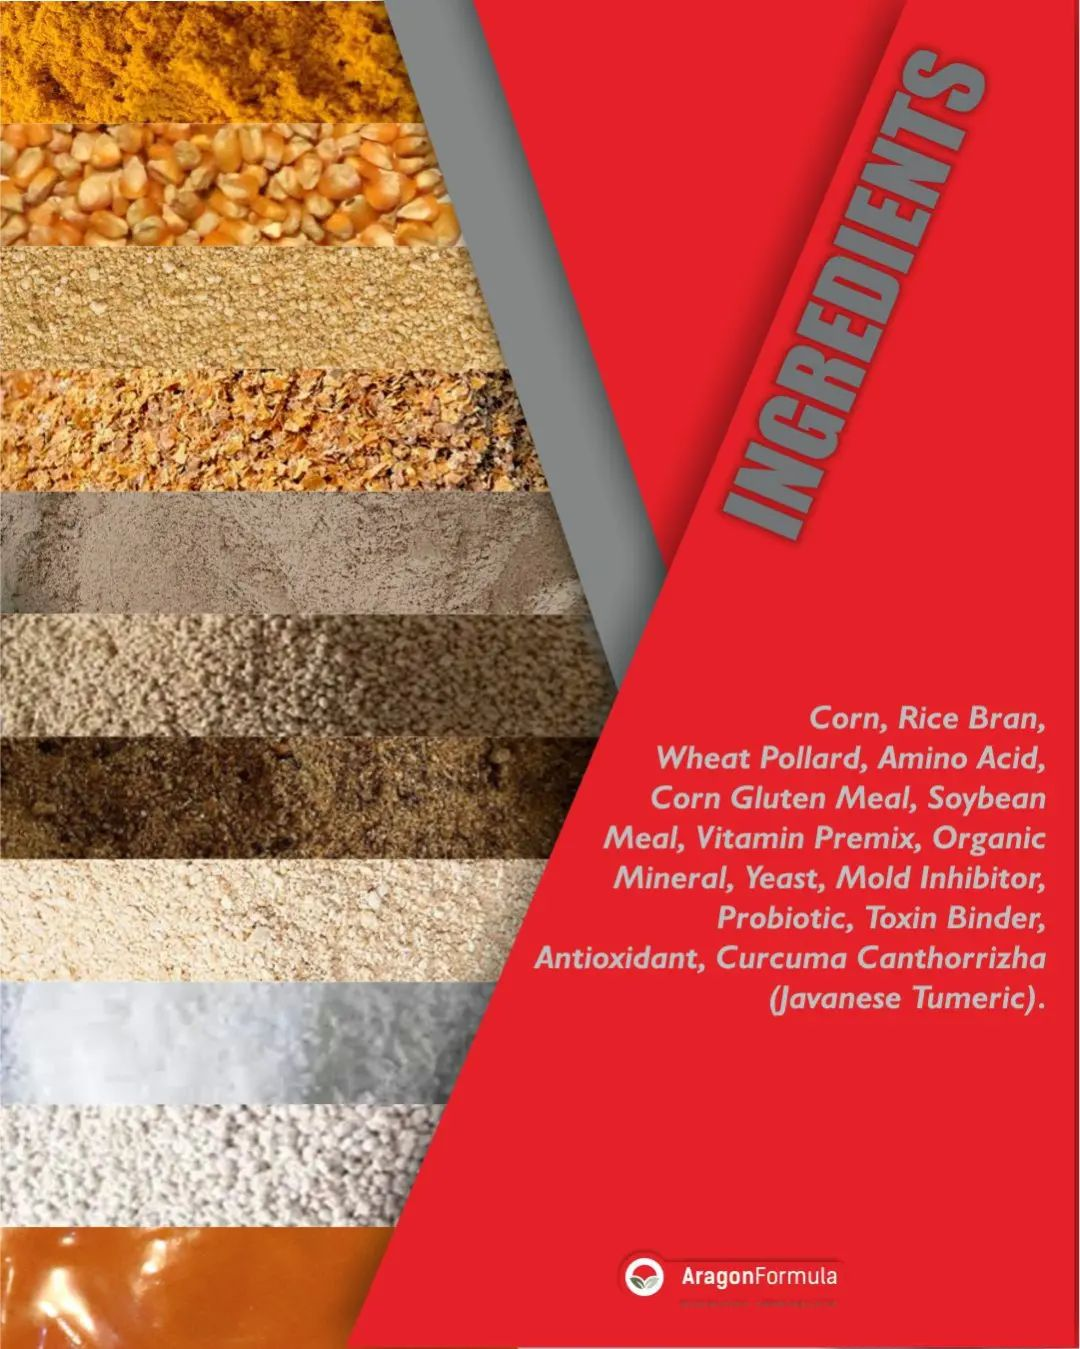 INGREDIENTS
Corn, Rice Bran,
Wheat Pollard, Amino Acid,
Corn Gluten Meal, Soybean
Meal, Vitamin Premix, Organic
Mineral, Yeast, Mold Inhibitor,
Probiotic, Toxin Binder,
Antioxidant, Curcuma Canthorrizha
(Javanese Tumeric).
AragonFormula